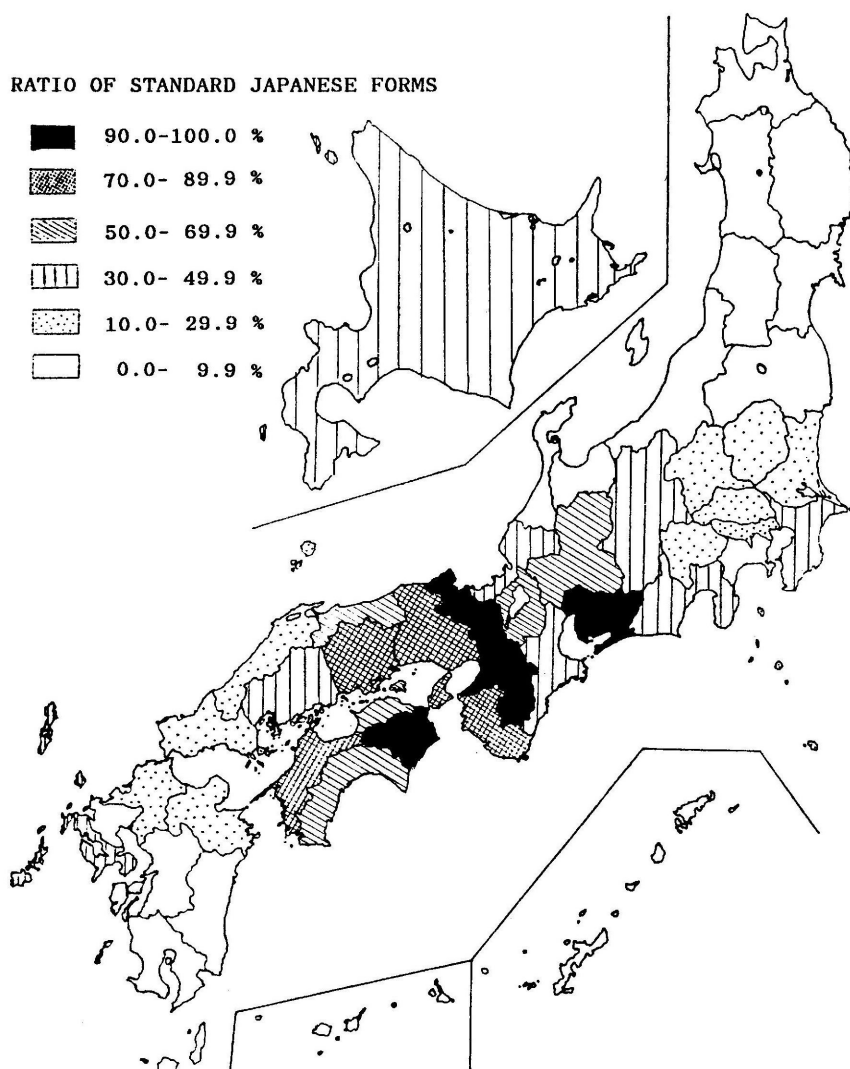 RATIO OF STANDARD JAPANESE FORMS
90.0-100.0 %
70.0- 89.9 %
50.0- 69.9 %
30.0- 49.9 %
10.0- 29.9 %
0.0- 9.9 %